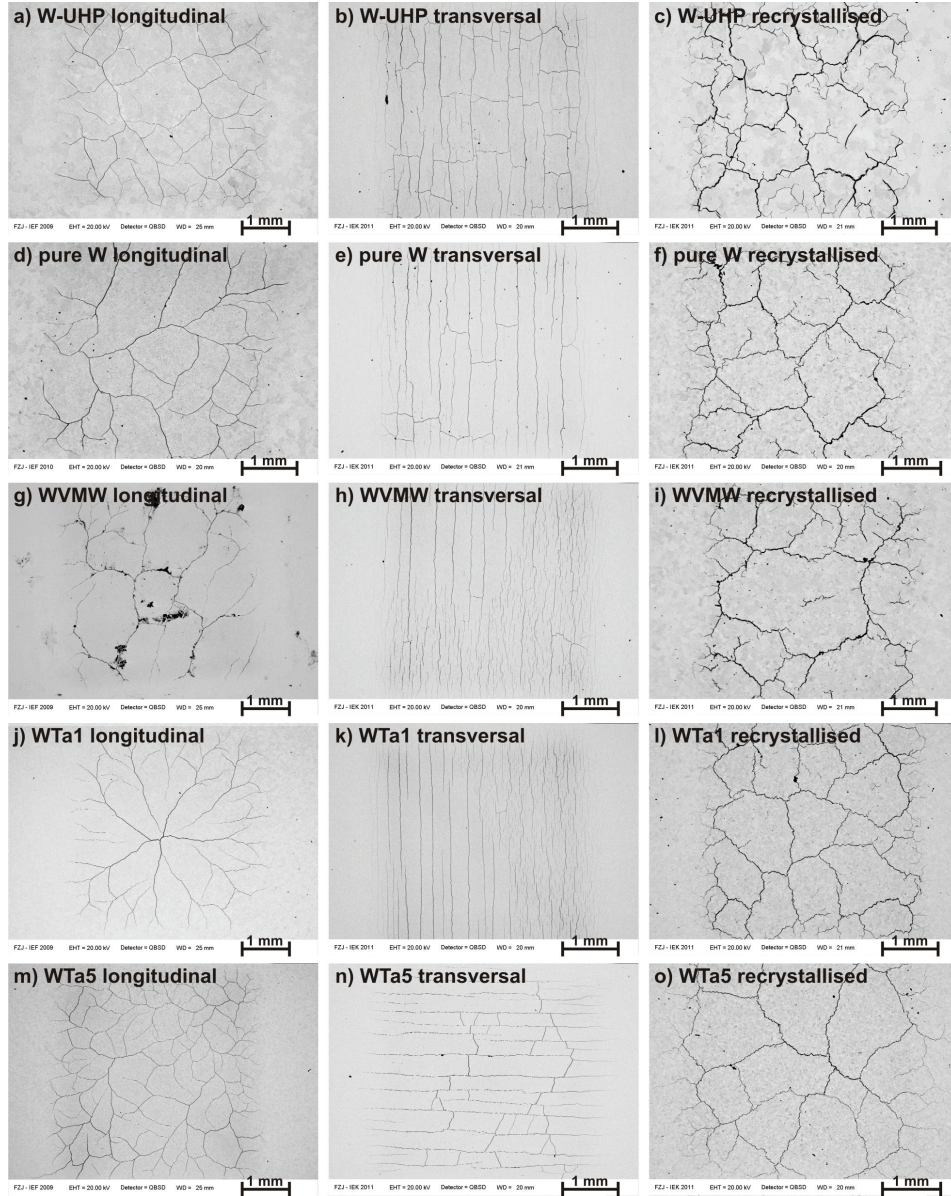 a) W-UHP longitudinal
FZJ - IEF 2009 EHT = 20.00 kV Detector = QBSD WD = 25 mm 1 mm
b) W-UHP transversal
FZJ - IEK 2011 EHT = 20.00 kV Detector = QBSD WD = 20 mm 1 mm
c) W-UHP recrystallised
FZJ - IEK 2011 EHT = 20.00 kV Detector = QBSD WD = 21 mm 1 mm
d) pure W longitudinal
FZJ - IEF 2010 EHT = 20.00 kV Detector = QBSD WD = 20 mm 1 mm
e) pure W transversal
FZJ - IEK 2011 EHT = 20.00 kV Detector = QBSD WD = 21 mm 1 mm
f) pure W recrystallised
FZJ - IEK 2011 EHT = 20.00 kV Detector = QBSD WD = 20 mm 1 mm
g) WVMW longitudinal
FZJ - IEF 2009 EHT = 20.00 kV Detector = QBSD WD = 25 mm 1 mm
h) WVMW transversal
FZJ - IEK 2011 EHT = 20.00 kV Detector = QBSD WD = 20 mm 1 mm
i) WVMW recrystallised
FZJ - IEK 2011 EHT = 20.00 kV Detector = QBSD WD = 21 mm 1 mm
j) WTa1 longitudinal
FZJ - IEF 2009 EHT = 20.00 kV Detector = QBSD WD = 25 mm 1 mm
k) WTa1 transversal
FZJ - IEK 2011 EHT = 20.00 kV Detector = QBSD WD = 20 mm 1 mm
l) WTa1 recrystallised
FZJ - IEK 2011 EHT = 20.00 kV Detector = QBSD WD = 21 mm 1 mm
m) WTa5 longitudinal
FZJ - IEF 2009 EHT = 20.00 kV Detector = QBSD WD = 25 mm 1 mm
n) WTa5 transversal
FZJ - IEK 2011 EHT = 20.00 kV Detector = QBSD WD = 20 mm 1 mm
o) WTa5 recrystallised
FZJ - IEK 2011 EHT = 20.00 kV Detector = QBSD WD = 20 mm 1 mm